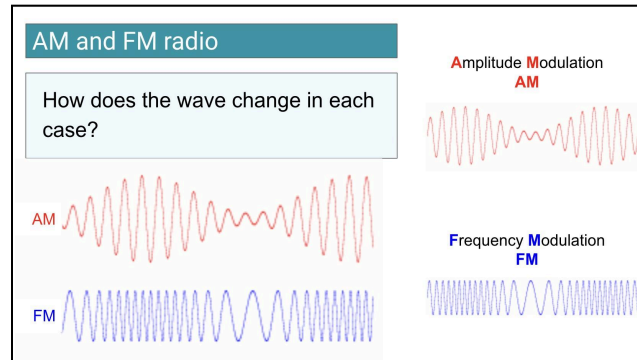 AM and FM radio
How does the wave change in each
case?
AM
FM
Amplitude Modulation
AM
Frequency Modulation
FM